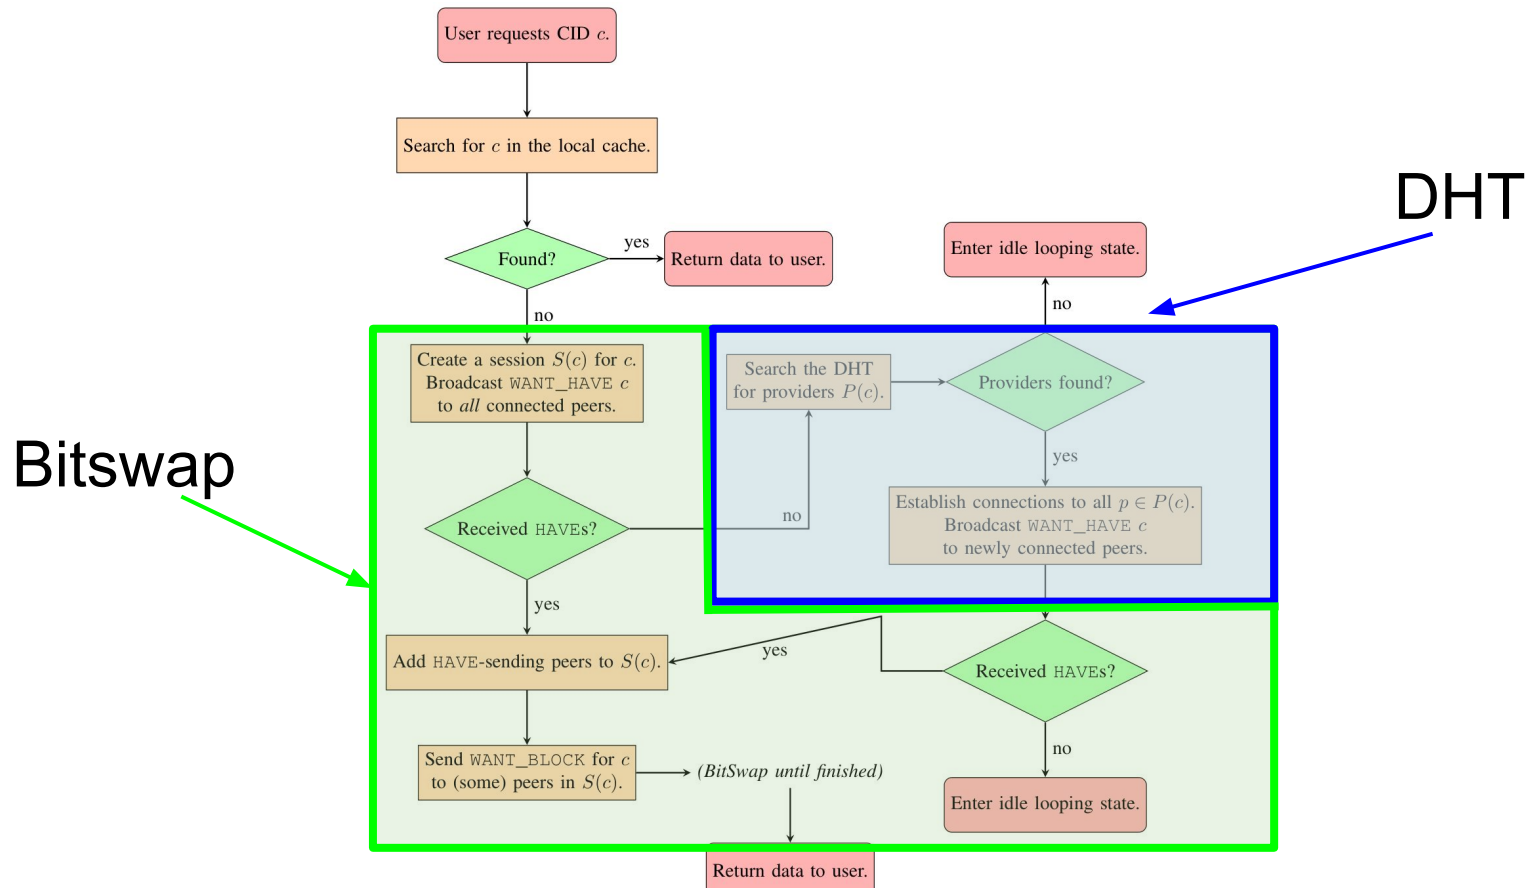 User requests CID c.
Search for c in the local cache.
DHT
Found?
yes
Return data to user.
Enter idle looping state.
no
no
Create a session S(c) for c.
Broadcast WANT_HAVE c
to all connected peers.
Search the DHT
for providers P(c).
Providers found?
yes
Bitswap
Received HAVEs?
no
Establish connections to all p ∈ P(c).
Broadcast WANT_HAVE c
to newly connected peers.
yes
Add HAVE-sending peers to S(c).
yes
Received HAVEs?
no
Send WANT_BLOCK for c
to (some) peers in S(c).
(BitSwap until finished)
Enter idle looping state.
Return data to user.